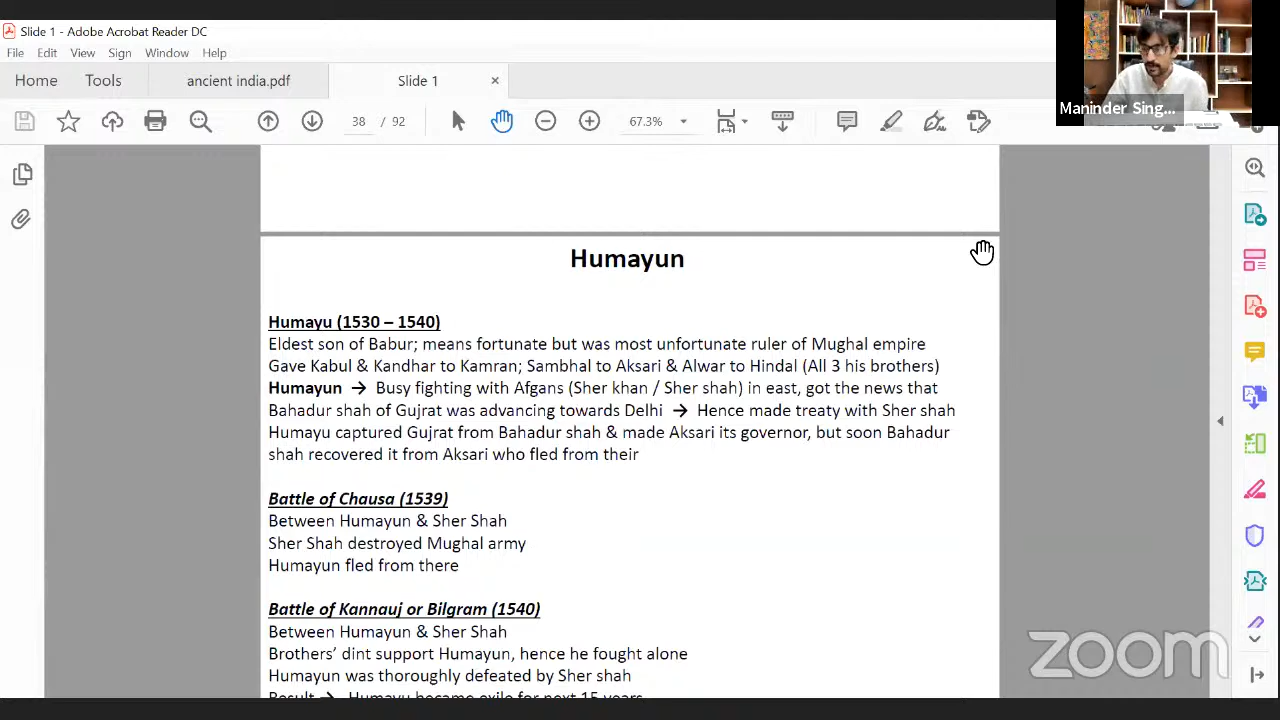 Slide 1 - Adobe Acrobat Reader DC
File Edit View Sign Window Help
Home Tools ancient india.pdf Slide 1
38 / 92 67.3%
Maninder Sing...
Humayun
Humayu (1530 – 1540)
Eldest son of Babur; means fortunate but was most unfortunate ruler of Mughal empire
Gave Kabul & Kandhar to Kamran; Sambhal to Aksari & Alwar to Hindal (All 3 his brothers)
Humayun → Busy fighting with Afgans (Sher khan / Sher shah) in east, got the news that
Bahadur shah of Gujrat was advancing towards Delhi → Hence made treaty with Sher shah
Humayu captured Gujrat from Bahadur shah & made Aksari its governor, but soon Bahadur
shah recovered it from Aksari who fled from their
Battle of Chausa (1539)
Between Humayun & Sher Shah
Sher Shah destroyed Mughal army
Humayun fled from there
Battle of Kannauj or Bilgram (1540)
Between Humayun & Sher Shah
Brothers’ dint support Humayun, hence he fought alone
Humayun was thoroughly defeated by Sher shah
Result → Humayu became exile for next 15 years
zoom